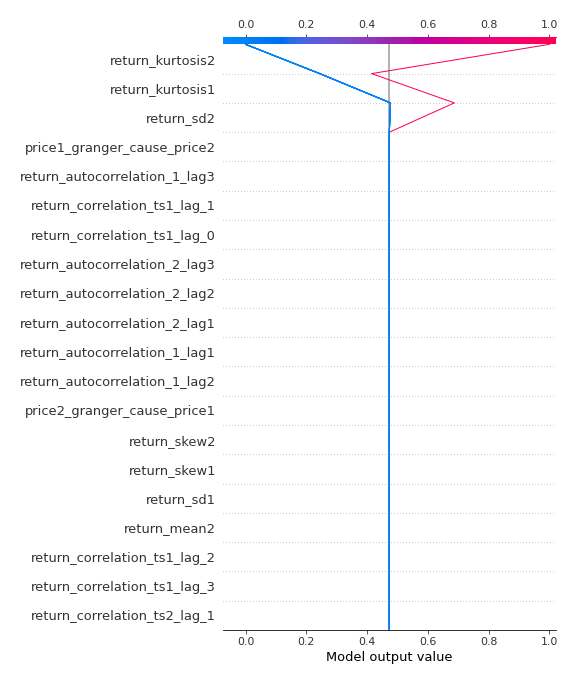 0.0 0.2 0.4 0.6 0.8 1.0
return_kurtosis2
return_kurtosis1
return_sd2
price1_granger_cause_price2
return_autocorrelation_1_lag3
return_correlation_ts1_lag_1
return_correlation_ts1_lag_0
return_autocorrelation_2_lag3
return_autocorrelation_2_lag2
return_autocorrelation_2_lag1
return_autocorrelation_1_lag1
return_autocorrelation_1_lag2
price2_granger_cause_price1
return_skew2
return_skew1
return_sd1
return_mean2
return_correlation_ts1_lag_2
return_correlation_ts1_lag_3
return_correlation_ts2_lag_1
0.0 0.2 0.4 0.6 0.8 1.0
Model output value